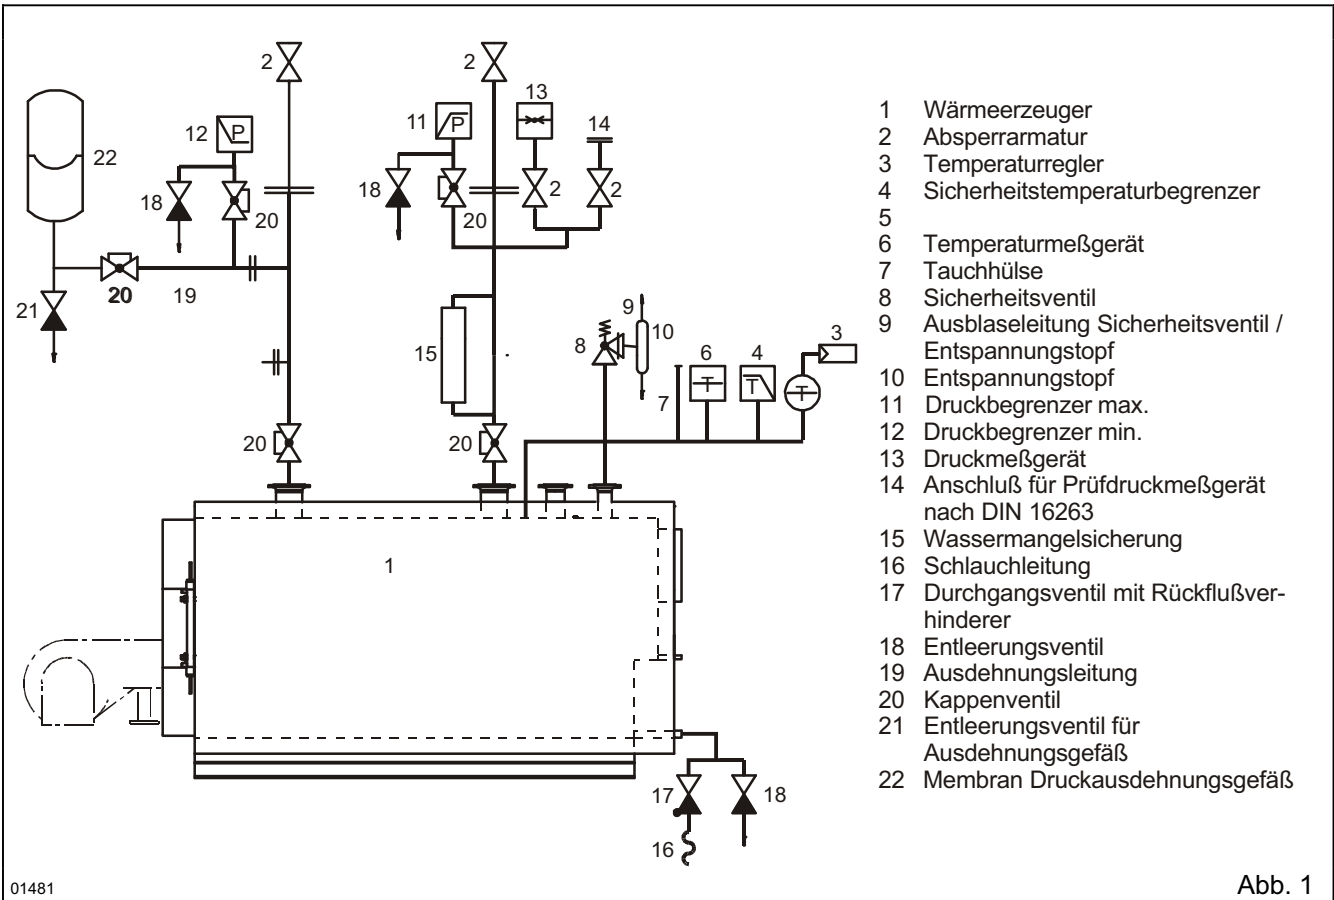 2
2
13
11
P
14
12
P
22
18
20
18
20
2
2
20
19
21
9
10
15
8
6
4
3
T
T
T
7
20
20
1
17
18
16
1 Wärmeerzeuger
2 Absperrarmatur
3 Temperaturregler
4 Sicherheitstemperaturbegrenzer
5
6 Temperaturmeßgerät
7 Tauchhülse
8 Sicherheitsventil
9 Ausblaseleitung Sicherheitsventil /
Entspannungstopf
10 Entspannungstopf
11 Druckbegrenzer max.
12 Druckbegrenzer min.
13 Druckmeßgerät
14 Anschluß für Prüfdruckmeßgerät
nach DIN 16263
15 Wassermangelsicherung
16 Schlauchleitung
17 Durchgangsventil mit Rückflußver-
hinderer
18 Entleerungsventil
19 Ausdehnungsleitung
20 Kappenventil
21 Entleerungsventil für
Ausdehnungsgefäß
22 Membran Druckausdehnungsgefäß
01481
Abb. 1